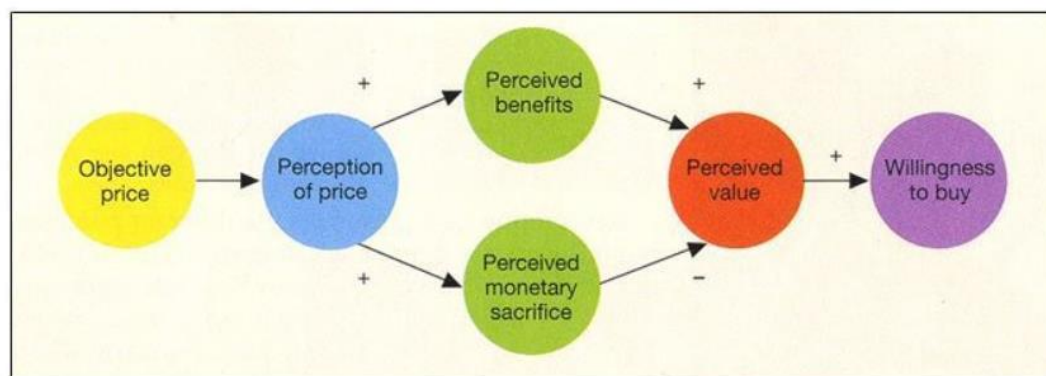 Objective
price
Perception
of price
+
Perceived
benefits
+
+
Perceived
monetary
sacrifice
–
Perceived
value
+
Willingness
to buy